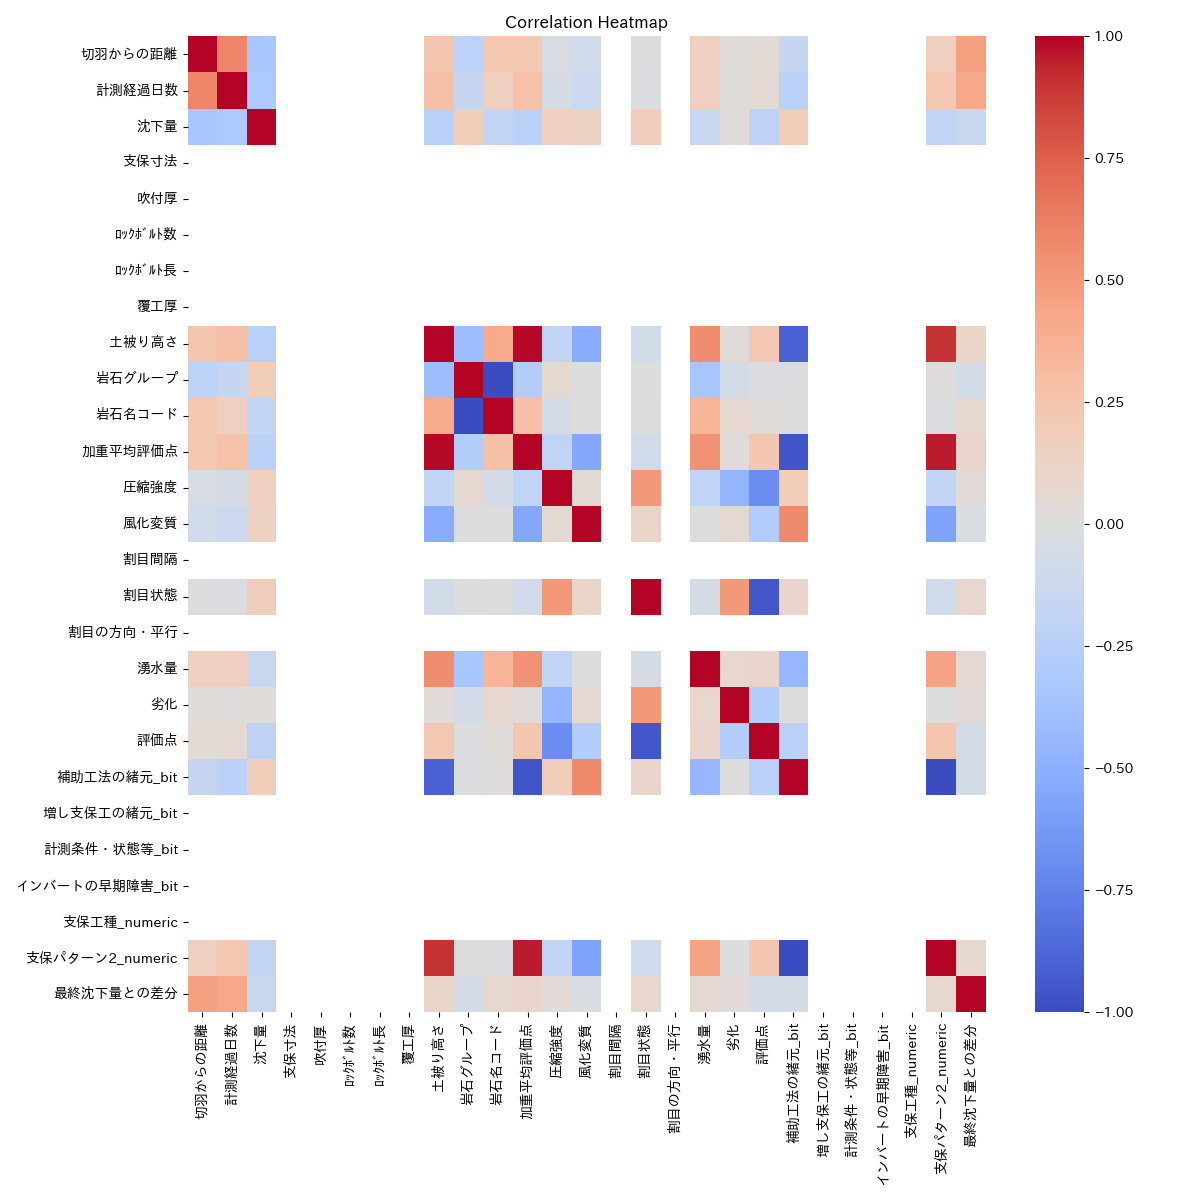 Correlation Heatmap
切羽からの距離
計測経過日数
沈下量
支保寸法
吹付厚
ﾛｯｸﾎﾞﾙﾄ数
ﾛｯｸﾎﾞﾙﾄ長
覆工厚
土被り高さ
岩石グループ
岩石名コード
加重平均評価点
圧縮強度
風化変質
割目間隔
割目状態
割目の方向・平行
湧水量
劣化
評価点
補助工法の緒元_bit
増し支保工の緒元_bit
計測条件・状態等_bit
インバートの早期障害_bit
支保工種_numeric
支保パターン2_numeric
最終沈下量との差分
切羽からの距離
計測経過日数
沈下量
支保寸法
吹付厚
ﾛｯｸﾎﾞﾙﾄ数
ﾛｯｸﾎﾞﾙﾄ長
覆工厚
土被り高さ
岩石グループ
岩石名コード
加重平均評価点
圧縮強度
風化変質
割目間隔
割目状態
割目の方向・平行
湧水量
劣化
評価点
補助工法の緒元_bit
増し支保工の緒元_bit
計測条件・状態等_bit
インバートの早期障害_bit
支保工種_numeric
支保パターン2_numeric
最終沈下量との差分
1.00
0.75
0.50
0.25
0.00
−0.25
−0.50
−0.75
−1.00